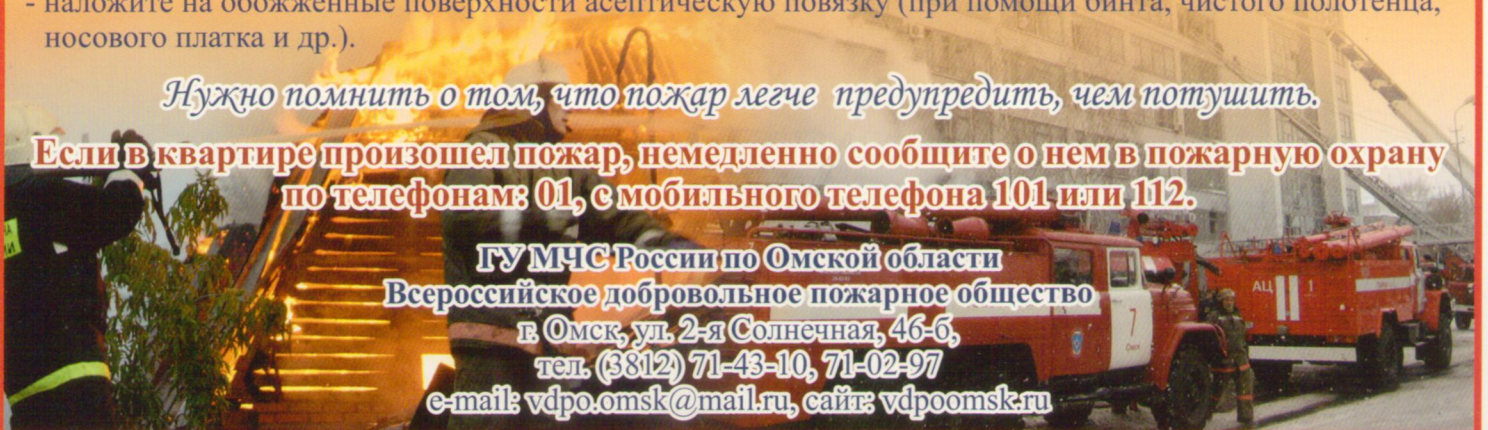 - наложите на обожженные поверхности асептическую повязку (при помощи бинта, чистого полотенца,
носового платка и др.).
Нужно помнить о том, что пожар легче предупредить, чем потушить.
Если в квартире произошел пожар, немедленно сообщите о нем в пожарную охрану
по телефонам: 01, с мобильного телефона 101 или 112.
ГУ МЧС России по Омской области
Всероссийское добровольное пожарное общество
г. Омск, ул. 2-я Солнечная, 46-б,
тел. (3812) 71-43-10, 71-02-97
e-mail: vdpo.omsk@mail.ru, сайт: vdpoomsk.ru
АЦ 1
7